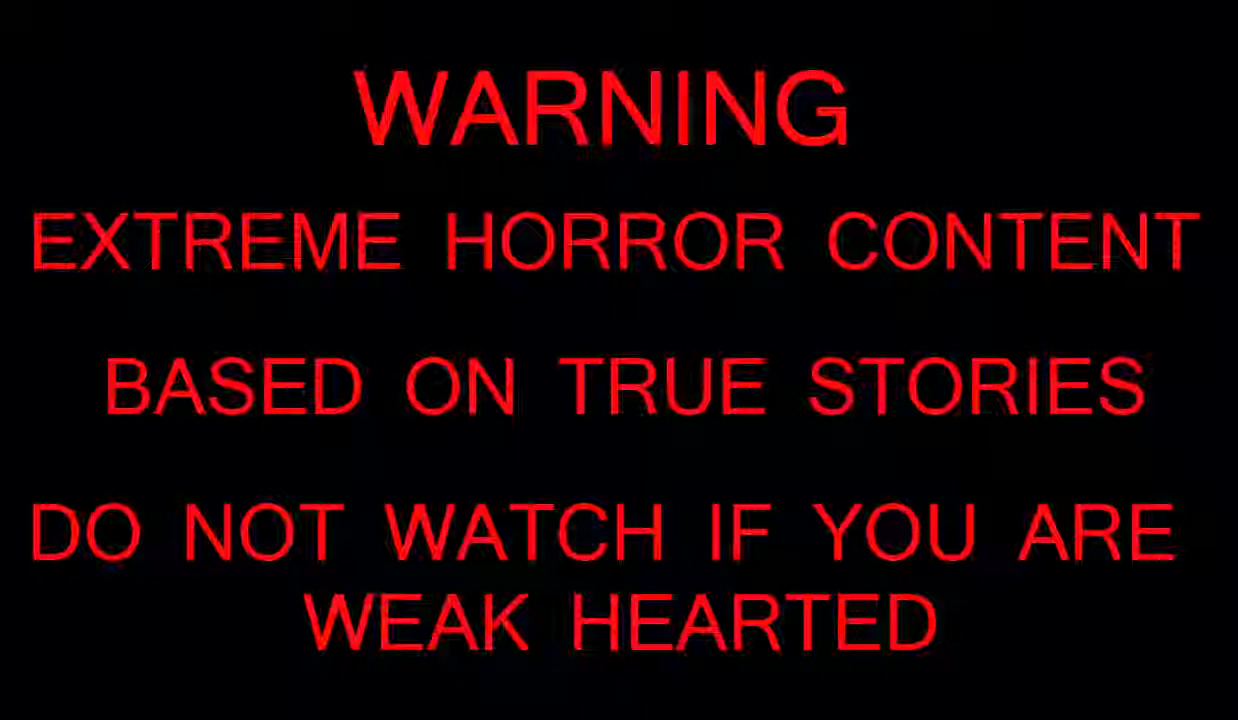 WARNING
EXTREME HORROR CONTENT
BASED ON TRUE STORIES
DO NOT WATCH IF YOU ARE
WEAK HEARTED